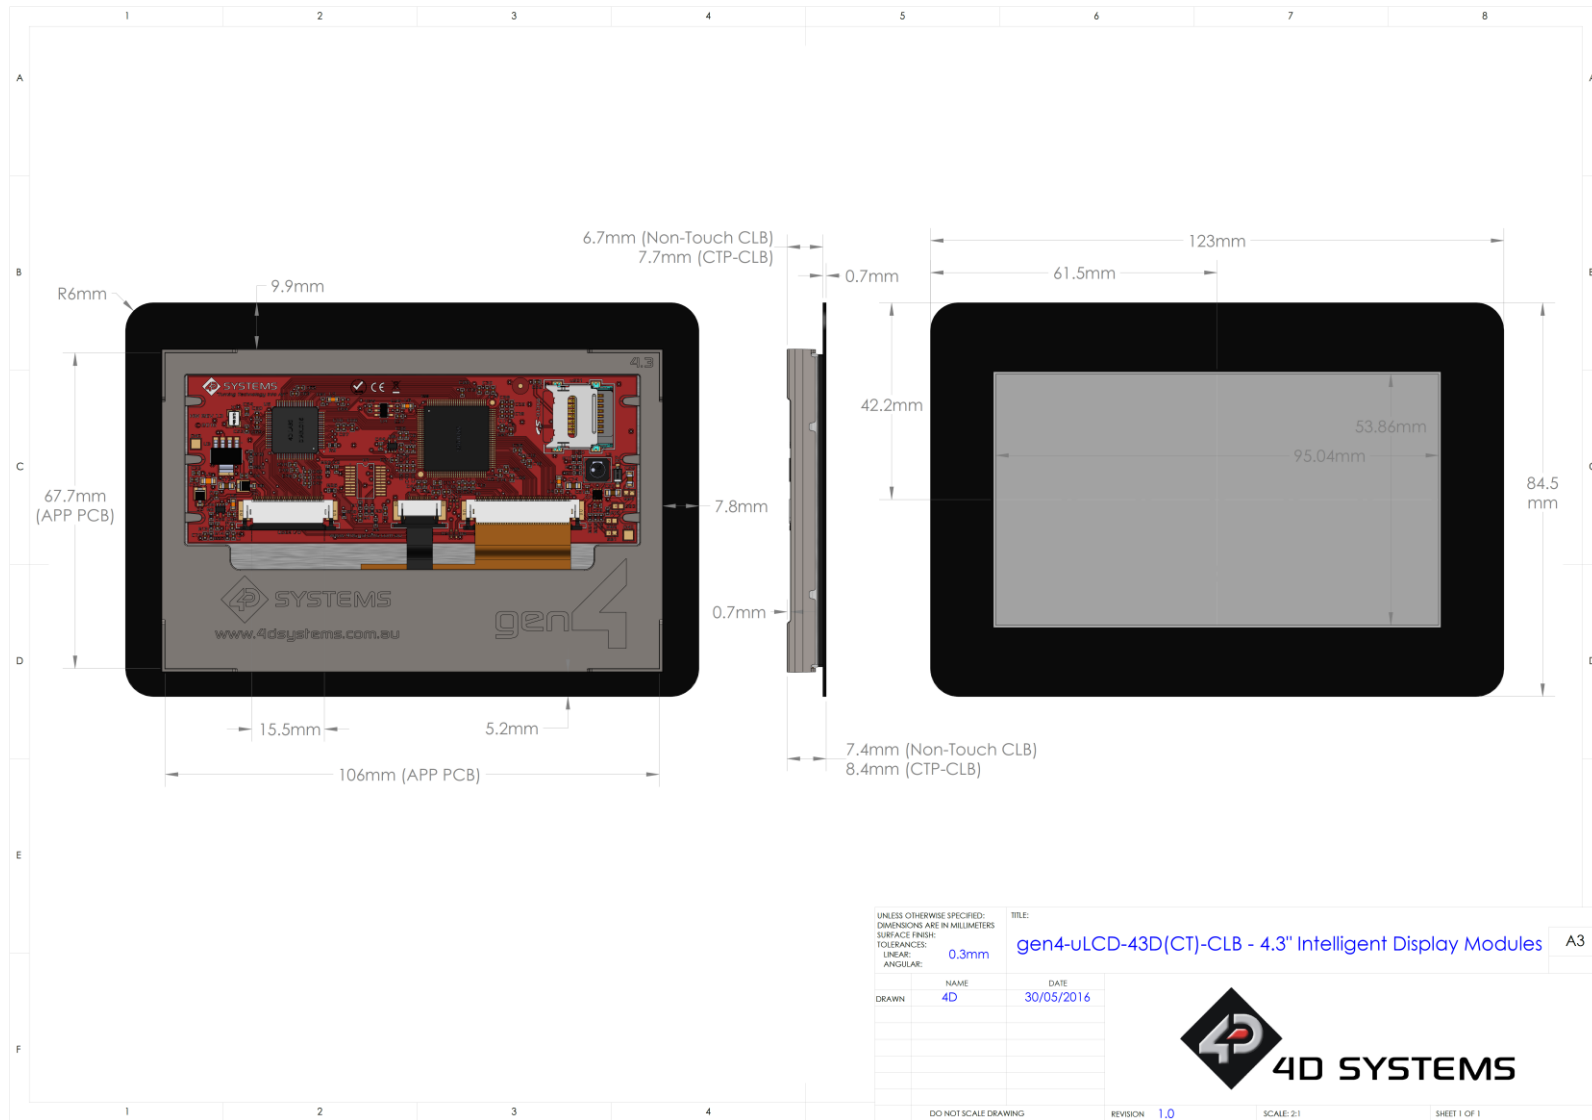 1 2 3 4 5 6 7 8
A
B
C
D
E
F
6.7mm (Non-Touch CLB)
7.7mm (CTP-CLB)
0.7mm
123mm
61.5mm
R6mm
9.9mm
4.3
SYSTEMS
CE
42.2mm
53.86mm
95.04mm
67.7mm
(APP PCB)
7.8mm
84.5
mm
0.7mm
4D SYSTEMS
www.4dsystems.com.au
gen4
15.5mm
5.2mm
106mm (APP PCB)
7.4mm (Non-Touch CLB)
8.4mm (CTP-CLB)
UNLESS OTHERWISE SPECIFIED:
DIMENSIONS ARE IN MILLIMETERS
SURFACE FINISH:
TOLERANCES:
LINEAR: 0.3mm
ANGULAR:
TITLE:
gen4-uLCD-43D(CT)-CLB - 4.3" Intelligent Display Modules
A3
NAME DATE
DRAWN 4D 30/05/2016
4D SYSTEMS
DO NOT SCALE DRAWING
REVISION 1.0
SCALE: 2:1
SHEET 1 OF 1
1 2 3 4